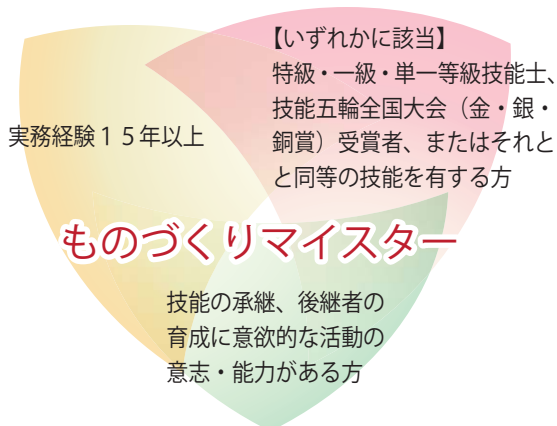 【いずれかに該当】
特級・一級・単一等級技能士、
技能五輪全国大会（金・銀・
銅賞）受賞者、またはそれと
と同等の技能を有する方
実務経験１５年以上
ものづくりマイスター
技能の承継、後継者の
育成に意欲的な活動の
意志・能力がある方